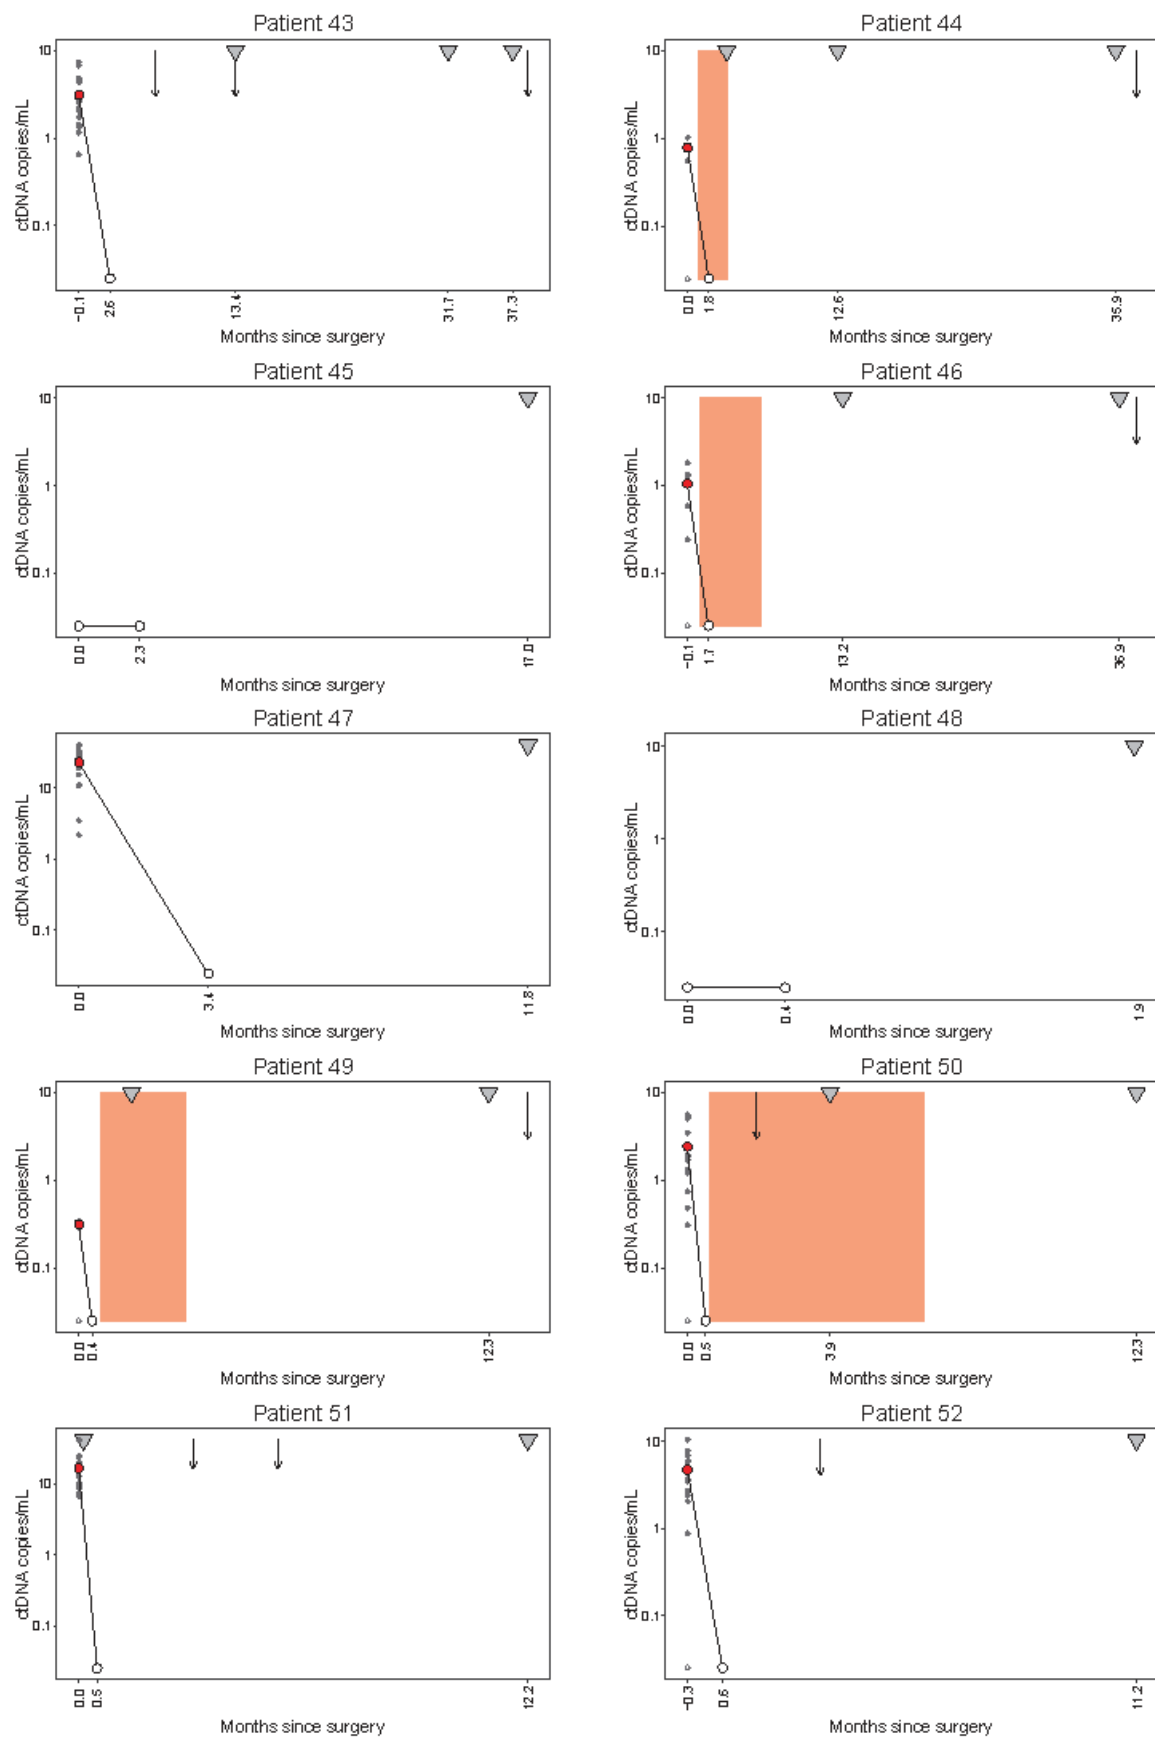 Patient 43
Patient 44
10
1
0.1
ctDNA copies/mL
-0.1
2.6
13.4
31.7
37.3
Months since surgery
10
1
0.1
ctDNA copies/mL
0.0
1.8
12.6
35.9
Months since surgery
Patient 45
Patient 46
10
1
0.1
ctDNA copies/mL
0.0
2.3
17.0
Months since surgery
10
1
0.1
ctDNA copies/mL
-0.1
1.7
13.2
36.9
Months since surgery
Patient 47
Patient 48
10
1
0.1
ctDNA copies/mL
0.0
3.4
11.8
Months since surgery
10
1
0.1
ctDNA copies/mL
0.0
0.4
1.9
Months since surgery
Patient 49
Patient 50
10
1
0.1
ctDNA copies/mL
0.0
0.4
12.3
Months since surgery
10
1
0.1
ctDNA copies/mL
0.0
0.5
3.9
12.3
Months since surgery
Patient 51
Patient 52
10
1
0.1
ctDNA copies/mL
0.0
0.5
12.2
Months since surgery
10
1
0.1
ctDNA copies/mL
-0.3
0.6
11.2
Months since surgery